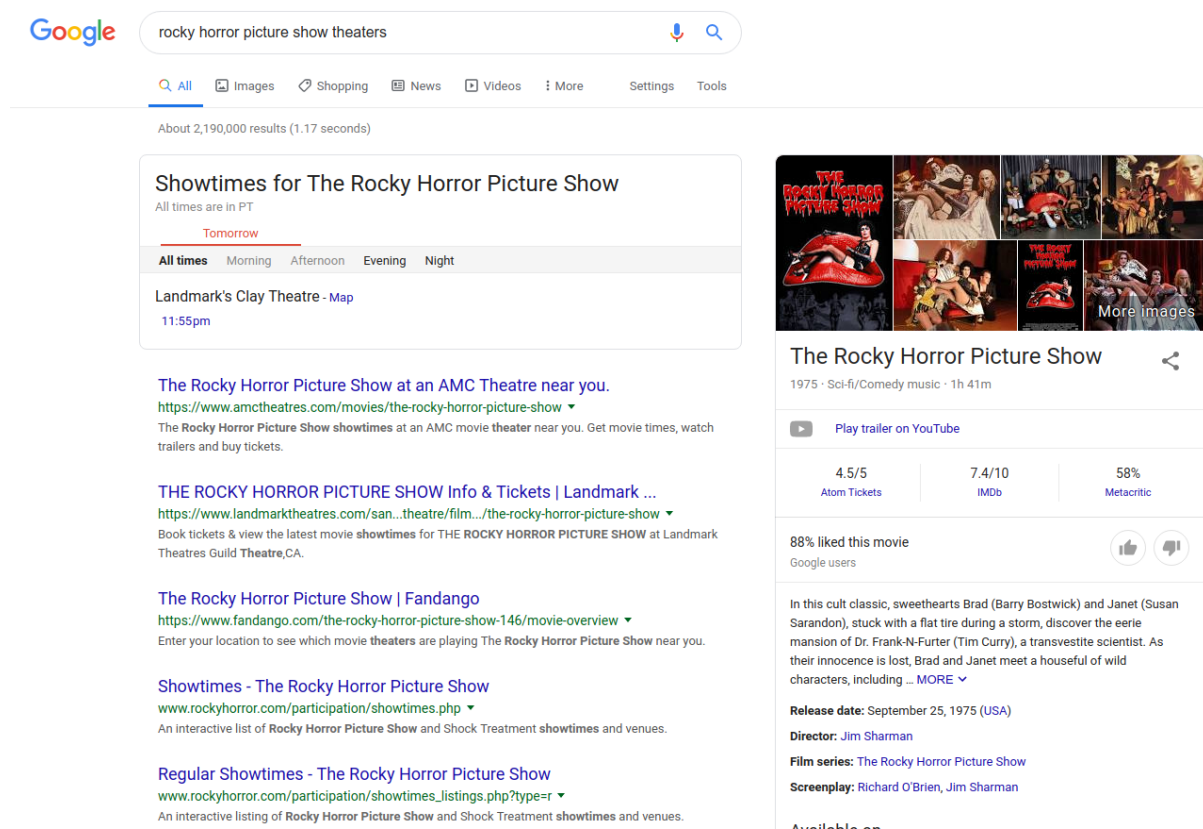 Google
rocky horror picture show theaters
All Images Shopping News Videos More Settings Tools
About 2,190,000 results (1.17 seconds)
Showtimes for The Rocky Horror Picture Show
All times are in PT
Tomorrow
All times Morning Afternoon Evening Night
Landmark's Clay Theatre - Map
11:55pm
The Rocky Horror Picture Show at an AMC Theatre near you.
https://www.amctheatres.com/movies/the-rocky-horror-picture-show
The Rocky Horror Picture Show showtimes at an AMC movie theater near you. Get movie times, watch
trailers and buy tickets.
THE ROCKY HORROR PICTURE SHOW Info & Tickets | Landmark ...
https://www.landmarktheatres.com/san...theatre/film.../the-rocky-horror-picture-show
Book tickets & view the latest movie showtimes for THE ROCKY HORROR PICTURE SHOW at Landmark
Theatres Guild Theatre,CA.
The Rocky Horror Picture Show | Fandango
https://www.fandango.com/the-rocky-horror-picture-show-146/movie-overview
Enter your location to see which movie theaters are playing The Rocky Horror Picture Show near you.
Showtimes - The Rocky Horror Picture Show
www.rockyhorror.com/participation/showtimes.php
An interactive list of Rocky Horror Picture Show and Shock Treatment showtimes and venues.
Regular Showtimes - The Rocky Horror Picture Show
www.rockyhorror.com/participation/showtimes_listings.php?type=r
An interactive listing of Rocky Horror Picture Show and Shock Treatment showtimes and venues.
THE
ROCKY HORROR
PICTURE SHOW
THE ROCKY HORROR
PICTURE SHOW
More images
The Rocky Horror Picture Show
1975 · Sci-fi/Comedy music · 1h 41m
Play trailer on YouTube
4.5/5 7.4/10 58%
Atom Tickets IMDb Metacritic
88% liked this movie
Google users
In this cult classic, sweethearts Brad (Barry Bostwick) and Janet (Susan
Sarandon), stuck with a flat tire during a storm, discover the eerie
mansion of Dr. Frank-N-Furter (Tim Curry), a transvestite scientist. As
their innocence is lost, Brad and Janet meet a houseful of wild
characters, including ... MORE
Release date: September 25, 1975 (USA)
Director: Jim Sharman
Film series: The Rocky Horror Picture Show
Screenplay: Richard O'Brien, Jim Sharman
Available on